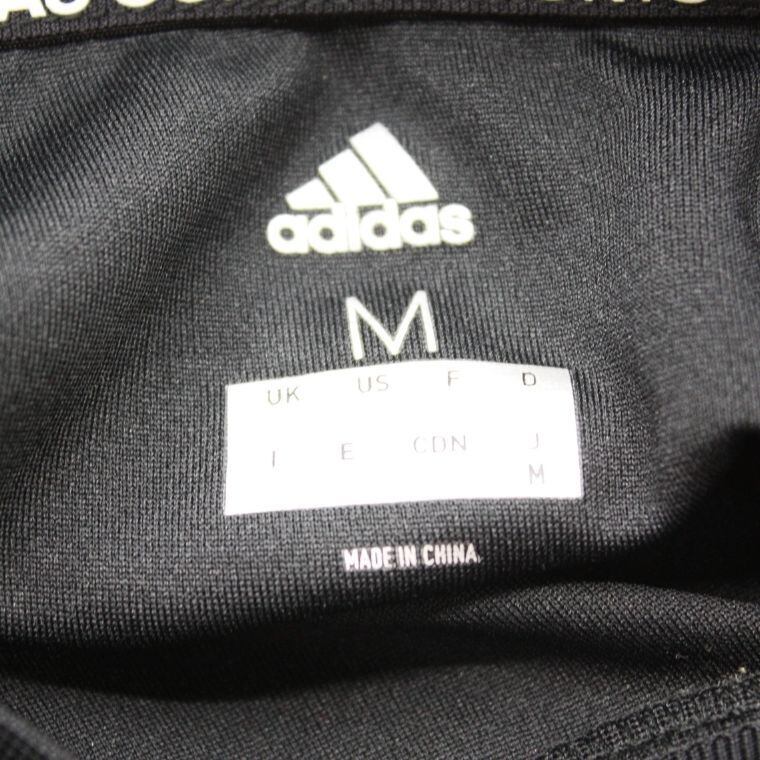 adidas
M
UK US F D
I E CDN J
M
MADE IN CHINA